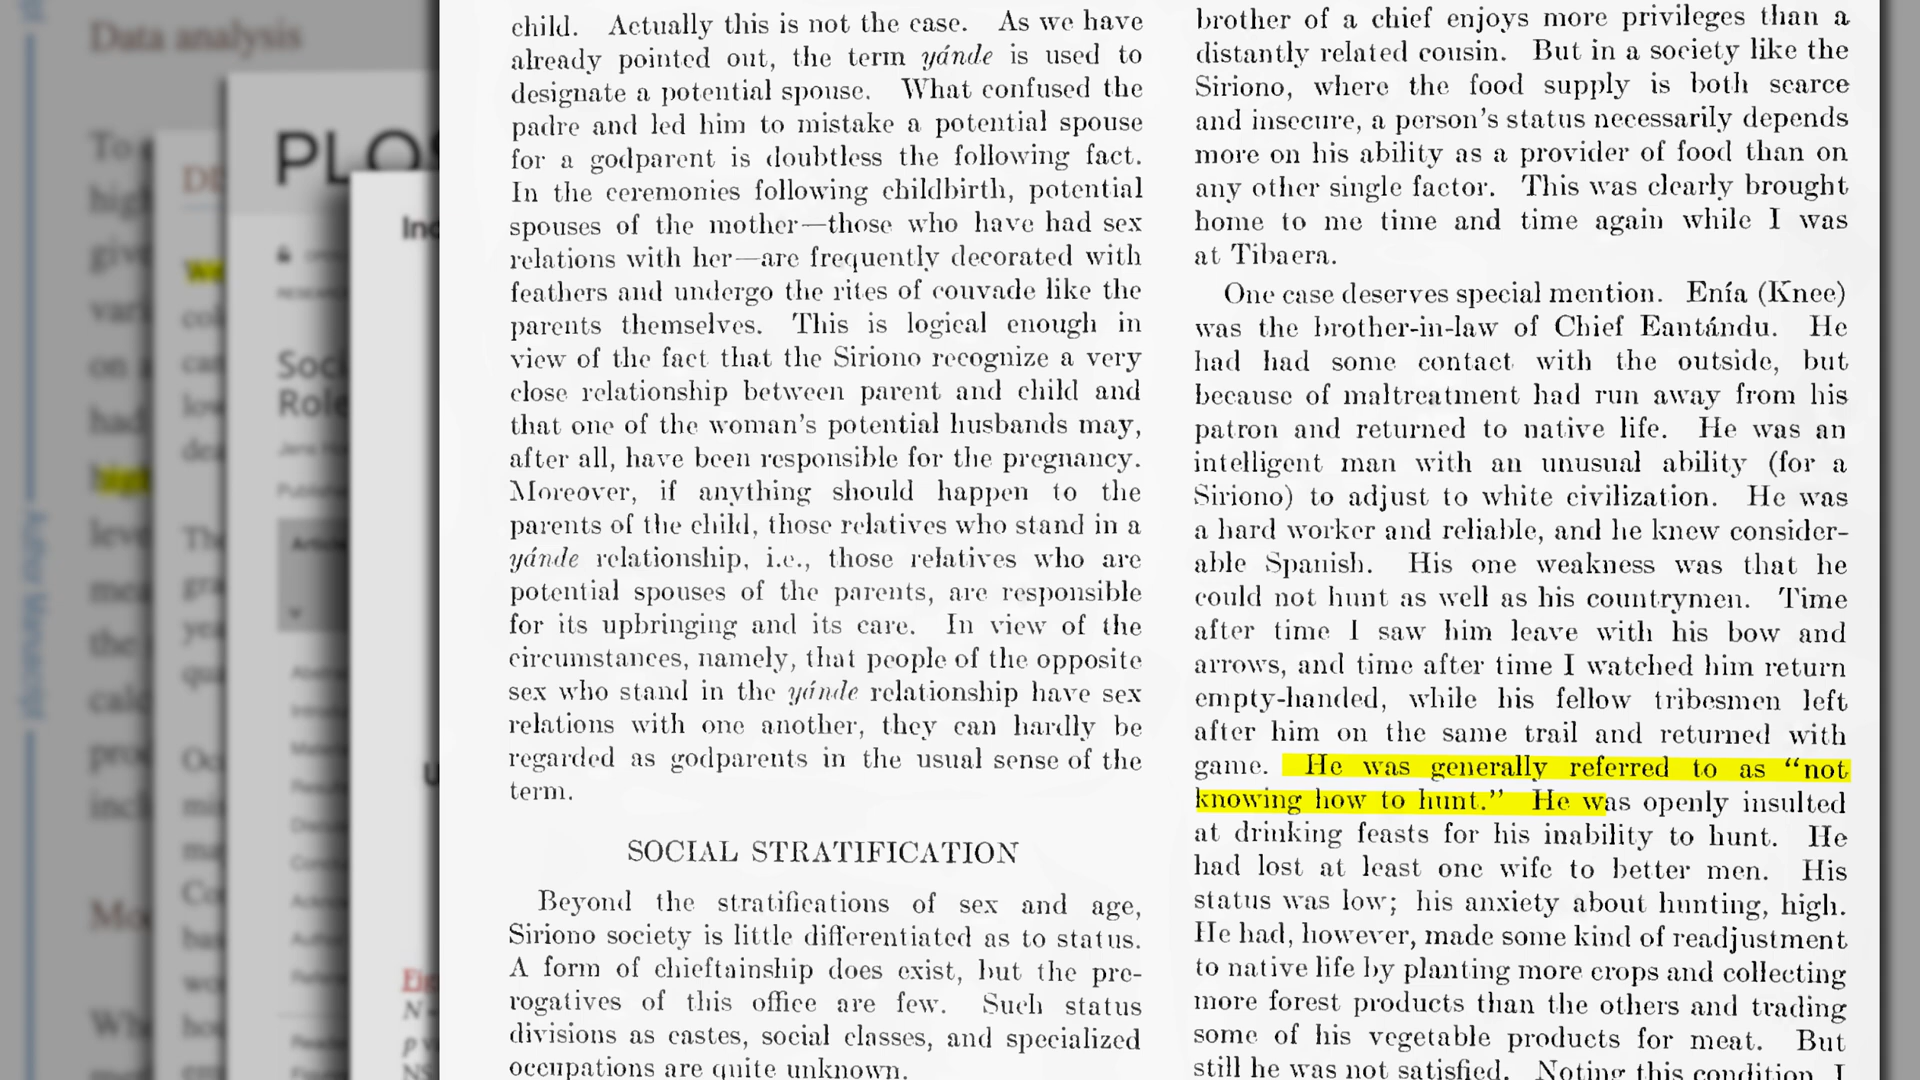 Data analysis
PLOS
Soci
Role
child. Actually this is not the case. As we have
already pointed out, the term yánde is used to
designate a potential spouse. What confused the
padre and led him to mistake a potential spouse
for a godparent is doubtless the following fact.
In the ceremonies following childbirth, potential
spouses of the mother—those who have had sex
relations with her—are frequently decorated with
feathers and undergo the rites of couvade like the
parents themselves. This is logical enough in
view of the fact that the Siriono recognize a very
close relationship between parent and child and
that one of the woman's potential husbands may,
after all, have been responsible for the pregnancy.
Moreover, if anything should happen to the
parents of the child, those relatives who stand in a
yánde relationship, i.e., those relatives who are
potential spouses of the parents, are responsible
for its upbringing and its care. In view of the
circumstances, namely, that people of the opposite
sex who stand in the yánde relationship have sex
relations with one another, they can hardly be
regarded as godparents in the usual sense of the
term.
SOCIAL STRATIFICATION
Beyond the stratifications of sex and age,
Siriono society is little differentiated as to status.
A form of chieftainship does exist, but the pre-
rogatives of this office are few. Such status
divisions as castes, social classes, and specialized
occupations are quite unknown.
brother of a chief enjoys more privileges than a
distantly related cousin. But in a society like the
Siriono, where the food supply is both scarce
and insecure, a person's status necessarily depends
more on his ability as a provider of food than on
any other single factor. This was clearly brought
home to me time and time again while I was
at Tibaera.
One case deserves special mention. Enía (Knee)
was the brother-in-law of Chief Eantándu. He
had had some contact with the outside, but
because of maltreatment had run away from his
patron and returned to native life. He was an
intelligent man with an unusual ability (for a
Siriono) to adjust to white civilization. He was
a hard worker and reliable, and he knew consider-
able Spanish. His one weakness was that he
could not hunt as well as his countrymen. Time
after time I saw him leave with his bow and
arrows, and time after time I watched him return
empty-handed, while his fellow tribesmen left
after him on the same trail and returned with
game. He was generally referred to as “not
knowing how to hunt.” He was openly insulted
at drinking feasts for his inability to hunt. He
had lost at least one wife to better men. His
status was low; his anxiety about hunting, high.
He had, however, made some kind of readjustment
to native life by planting more crops and collecting
more forest products than the others and trading
some of his vegetable products for meat. But
still he was not satisfied. Noting this condition, I